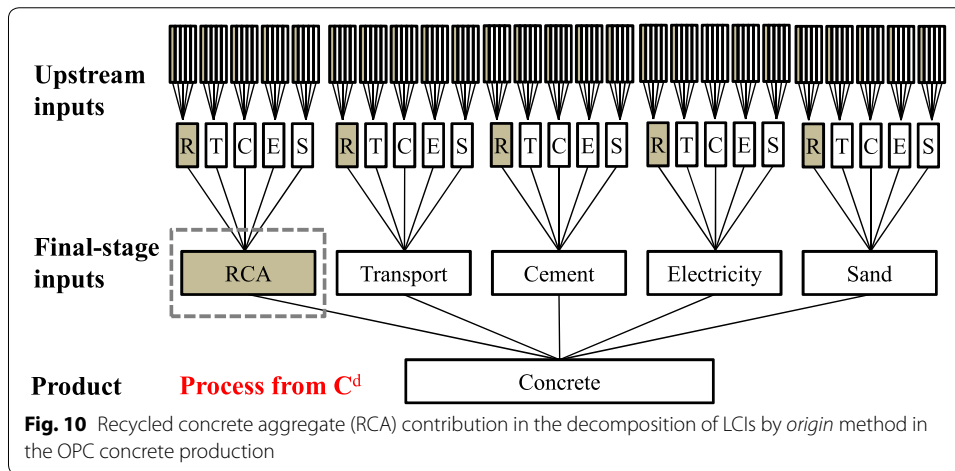 Upstream
inputs
R T C E S R T C E S R T C E S R T C E S R T C E S
Final-stage
inputs
RCA Transport Cement Electricity Sand
Product Process from Cᵈ Concrete
Fig. 10 Recycled concrete aggregate (RCA) contribution in the decomposition of LCIs by origin method in
the OPC concrete production